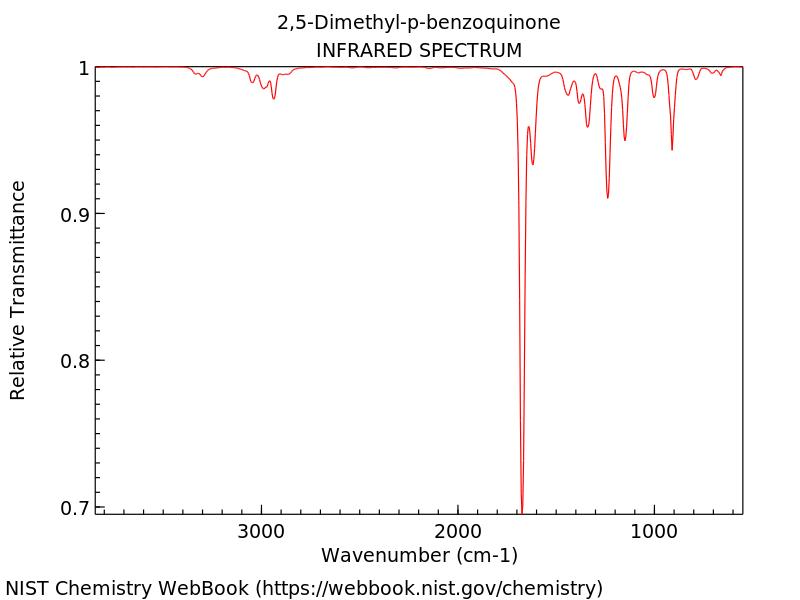 2,5-Dimethyl-p-benzoquinone
INFRARED SPECTRUM
1
0.9
0.8
0.7
Relative Transmittance
3000 2000 1000
Wavenumber (cm-1)
NIST Chemistry WebBook (https://webbook.nist.gov/chemistry)